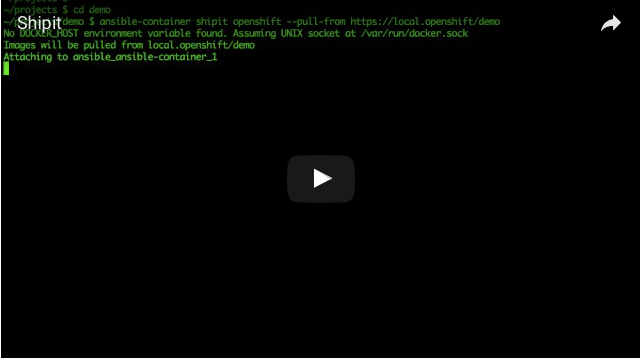 Shipit
~/projects $ cd demo
~/projects/demo $ ansible-container shipit openshift --pull-from https://local.openshift/demo
No DOCKER_HOST environment variable found. Assuming UNIX socket at /var/run/docker.sock
Images will be pulled from local.openshift/demo
Attaching to ansible_ansible-container_1